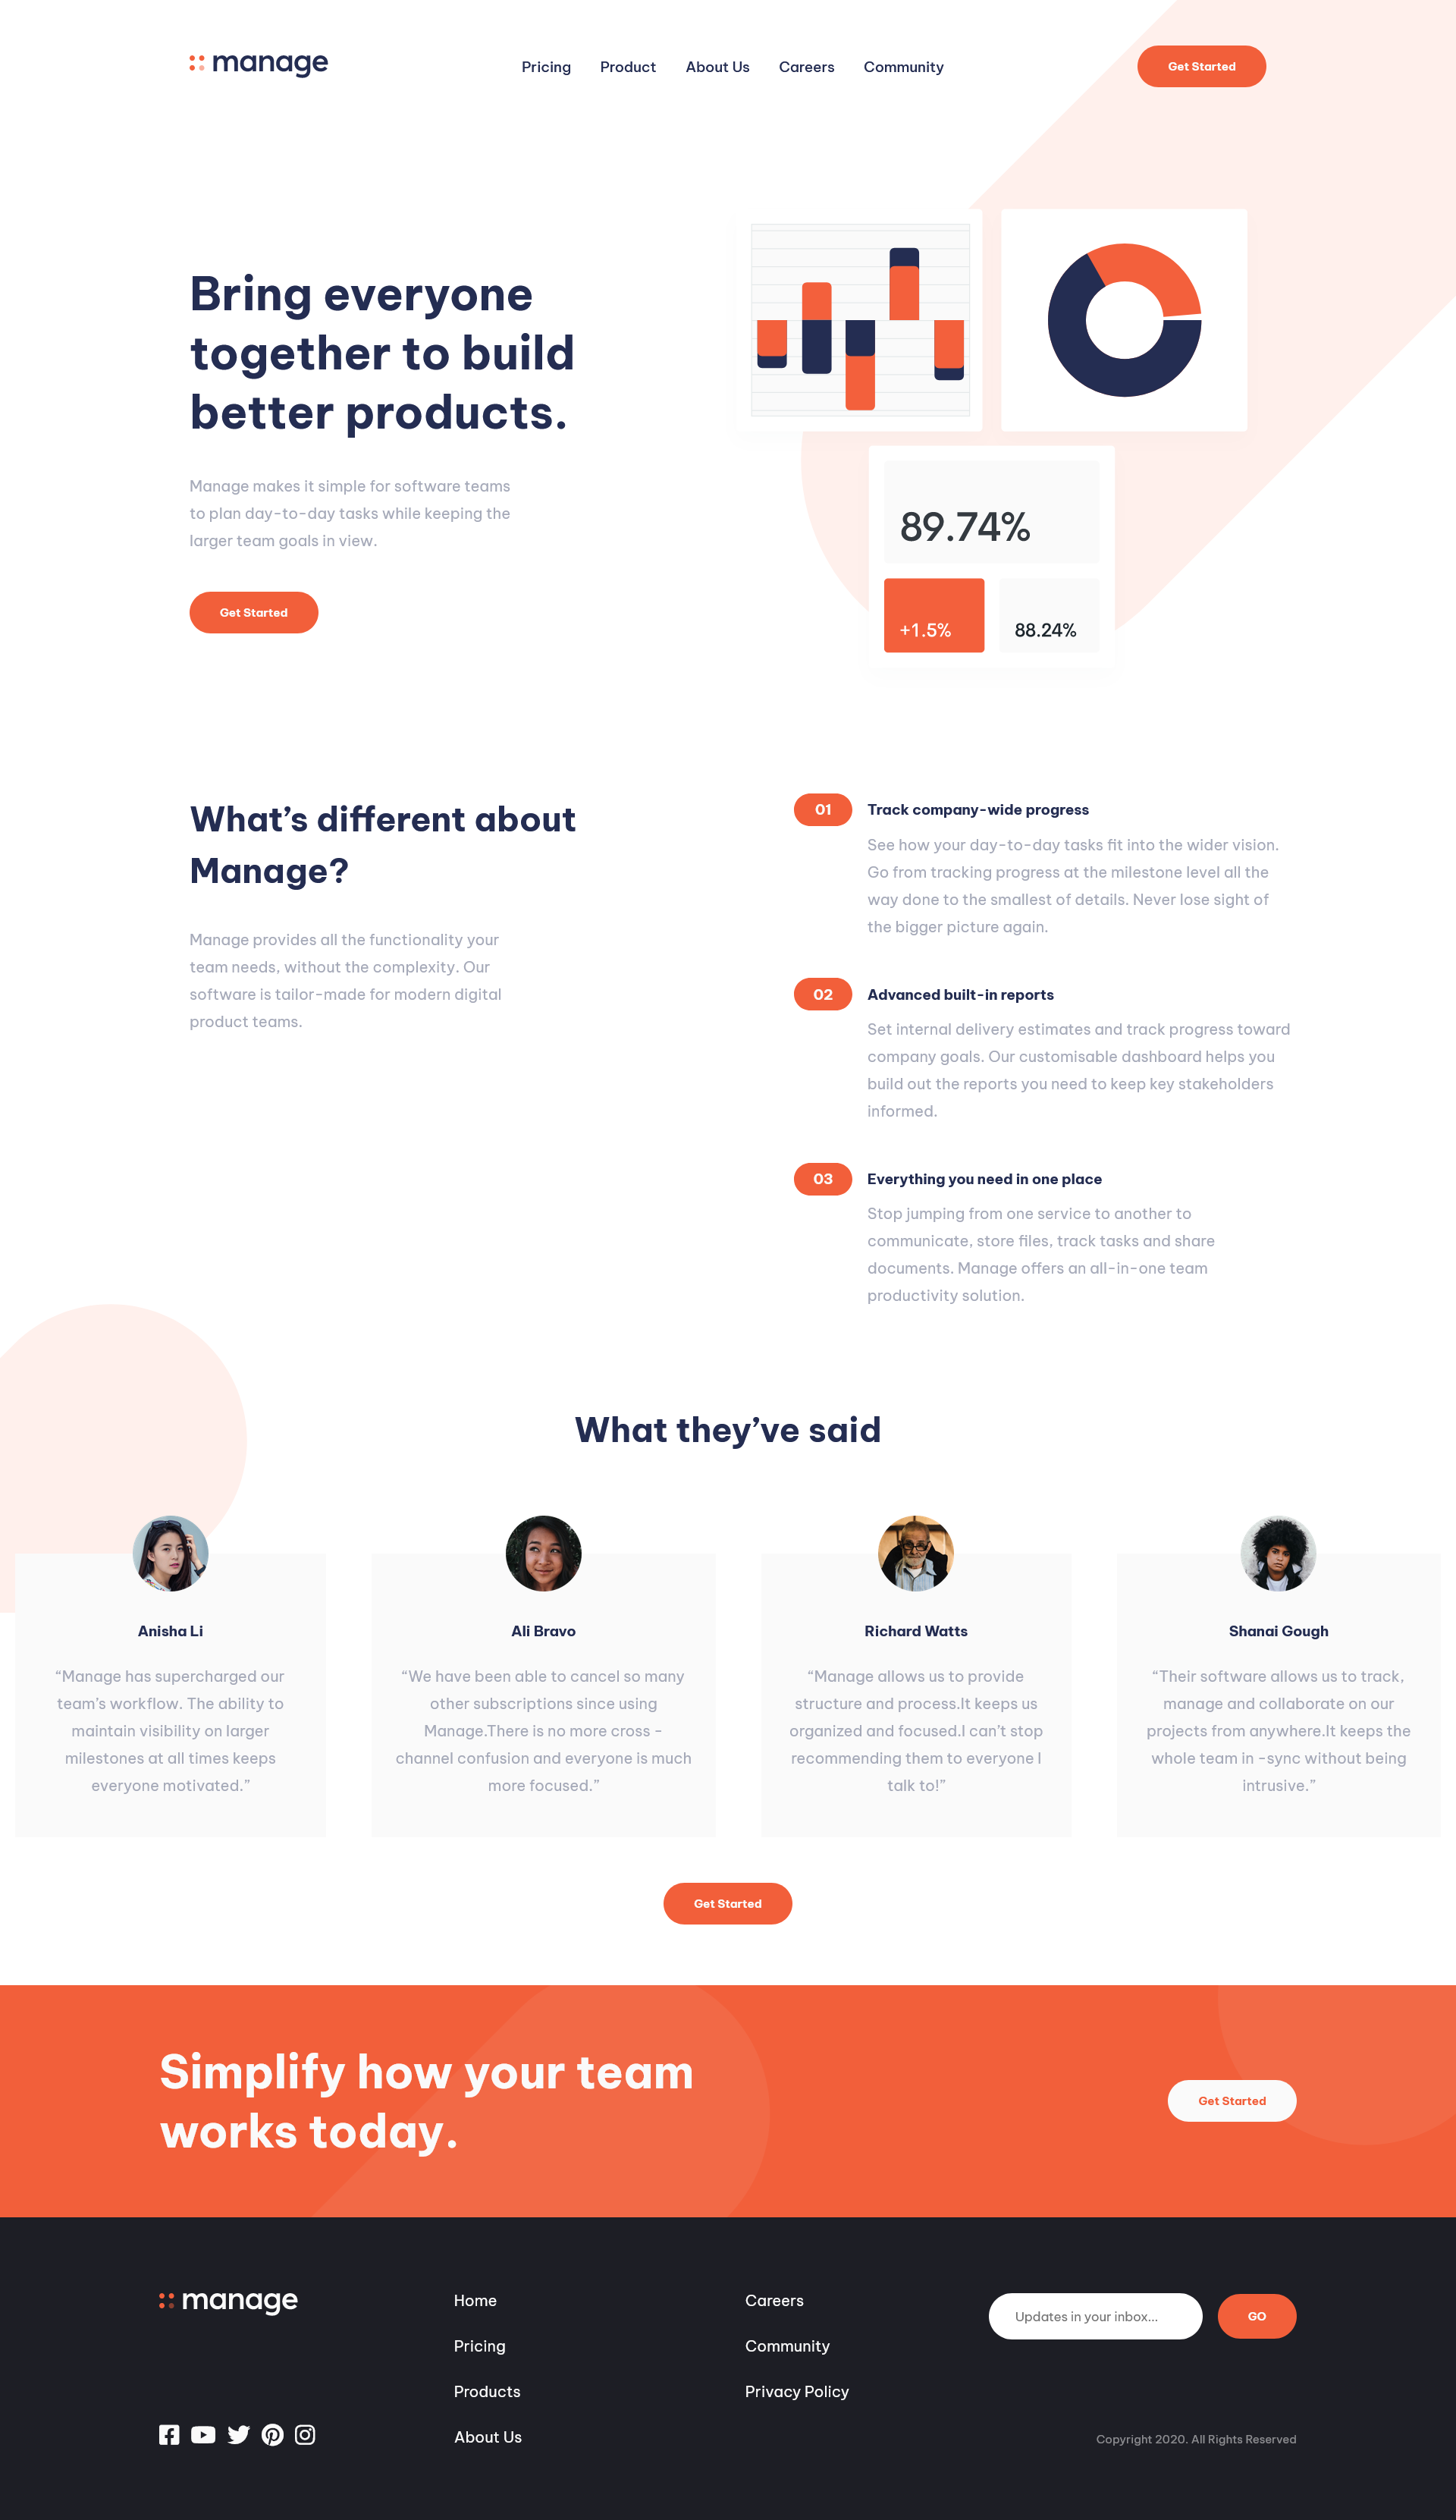 manage
Pricing
Product
About Us
Careers
Community
Get Started
Bring everyone
together to build
better products.
Manage makes it simple for software teams
to plan day-to-day tasks while keeping the
larger team goals in view.
Get Started
89.74%
+1.5%
88.24%
What’s different about
Manage?
Manage provides all the functionality your
team needs, without the complexity. Our
software is tailor-made for modern digital
product teams.
01
Track company-wide progress
See how your day-to-day tasks fit into the wider vision.
Go from tracking progress at the milestone level all the
way done to the smallest of details. Never lose sight of
the bigger picture again.
02
Advanced built-in reports
Set internal delivery estimates and track progress toward
company goals. Our customisable dashboard helps you
build out the reports you need to keep key stakeholders
informed.
03
Everything you need in one place
Stop jumping from one service to another to
communicate, store files, track tasks and share
documents. Manage offers an all-in-one team
productivity solution.
What they’ve said
Anisha Li
“Manage has supercharged our
team’s workflow. The ability to
maintain visibility on larger
milestones at all times keeps
everyone motivated.”
Ali Bravo
“We have been able to cancel so many
other subscriptions since using
Manage.There is no more cross -
channel confusion and everyone is much
more focused.”
Richard Watts
“Manage allows us to provide
structure and process.It keeps us
organized and focused.I can’t stop
recommending them to everyone I
talk to!”
Shanai Gough
“Their software allows us to track,
manage and collaborate on our
projects from anywhere.It keeps the
whole team in -sync without being
intrusive.”
Get Started
Simplify how your team
works today.
Get Started
manage
Home
Pricing
Products
About Us
Careers
Community
Privacy Policy
Updates in your inbox...
GO
Copyright 2020. All Rights Reserved